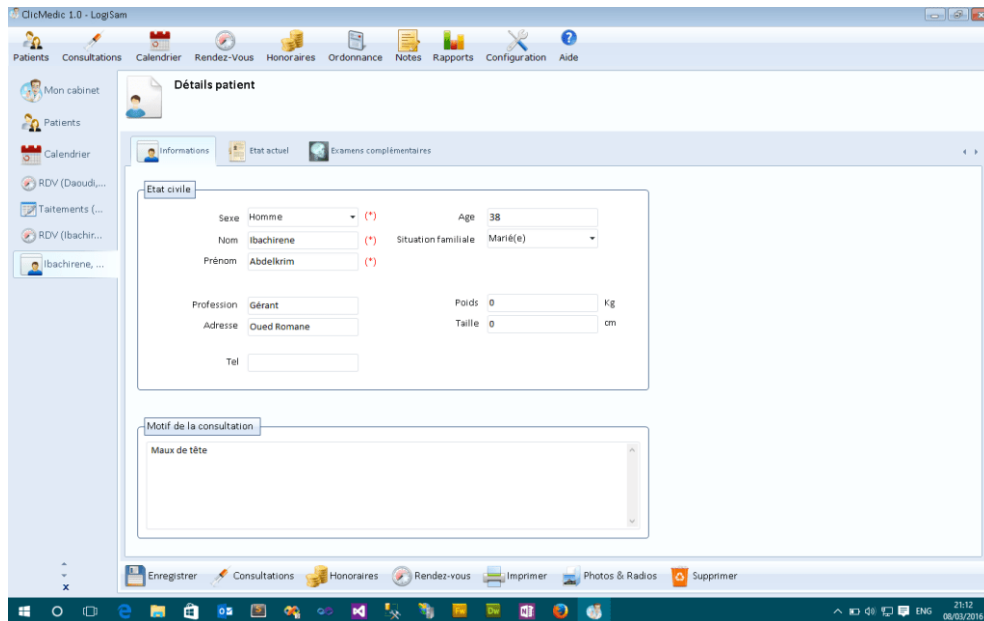 ClicMedic 1.0 - LogiSam
Patients Consultations Calendrier Rendez-Vous Honoraires Ordonnance Notes Rapports Configuration Aide
Mon cabinet
Patients
Calendrier
RDV (Daoudi,...
Taitements (...
RDV (Ibachir...
Ibachirene, ...
Détails patient
Informations Etat actuel Examens complémentaires
Etat civile
Sexe Homme (*) Age 38
Nom Ibachirene (*) Situation familiale Marié(e)
Prénom Abdelkrim (*)
Profession Gérant Poids 0 Kg
Adresse Oued Romane Taille 0 cm
Tel
Motif de la consultation
Maux de tête
Enregistrer Consultations Honoraires Rendez-vous Imprimer Photos & Radios Supprimer
x
Fw Dw N
ENG 21:12
08/03/2016